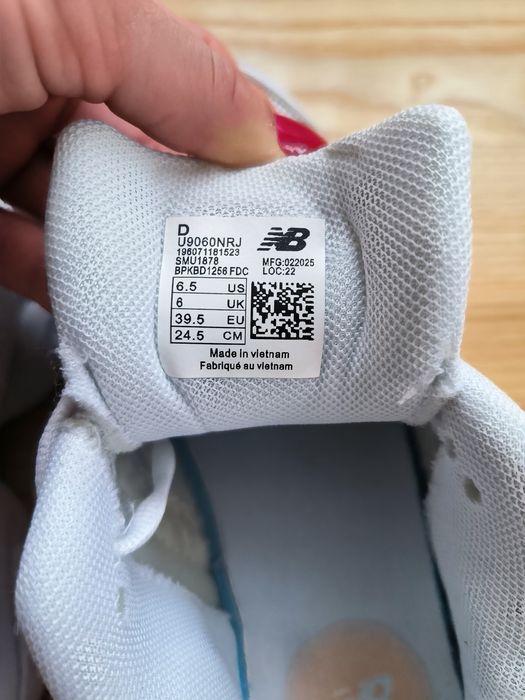 D
U9060NRJ
196071181523
SMU1878
BPKBD1256 FDC
NB
MFG:022025
LOC:22
6.5 US
6 UK
39.5 EU
24.5 CM
Made in vietnam
Fabriqué au vietnam